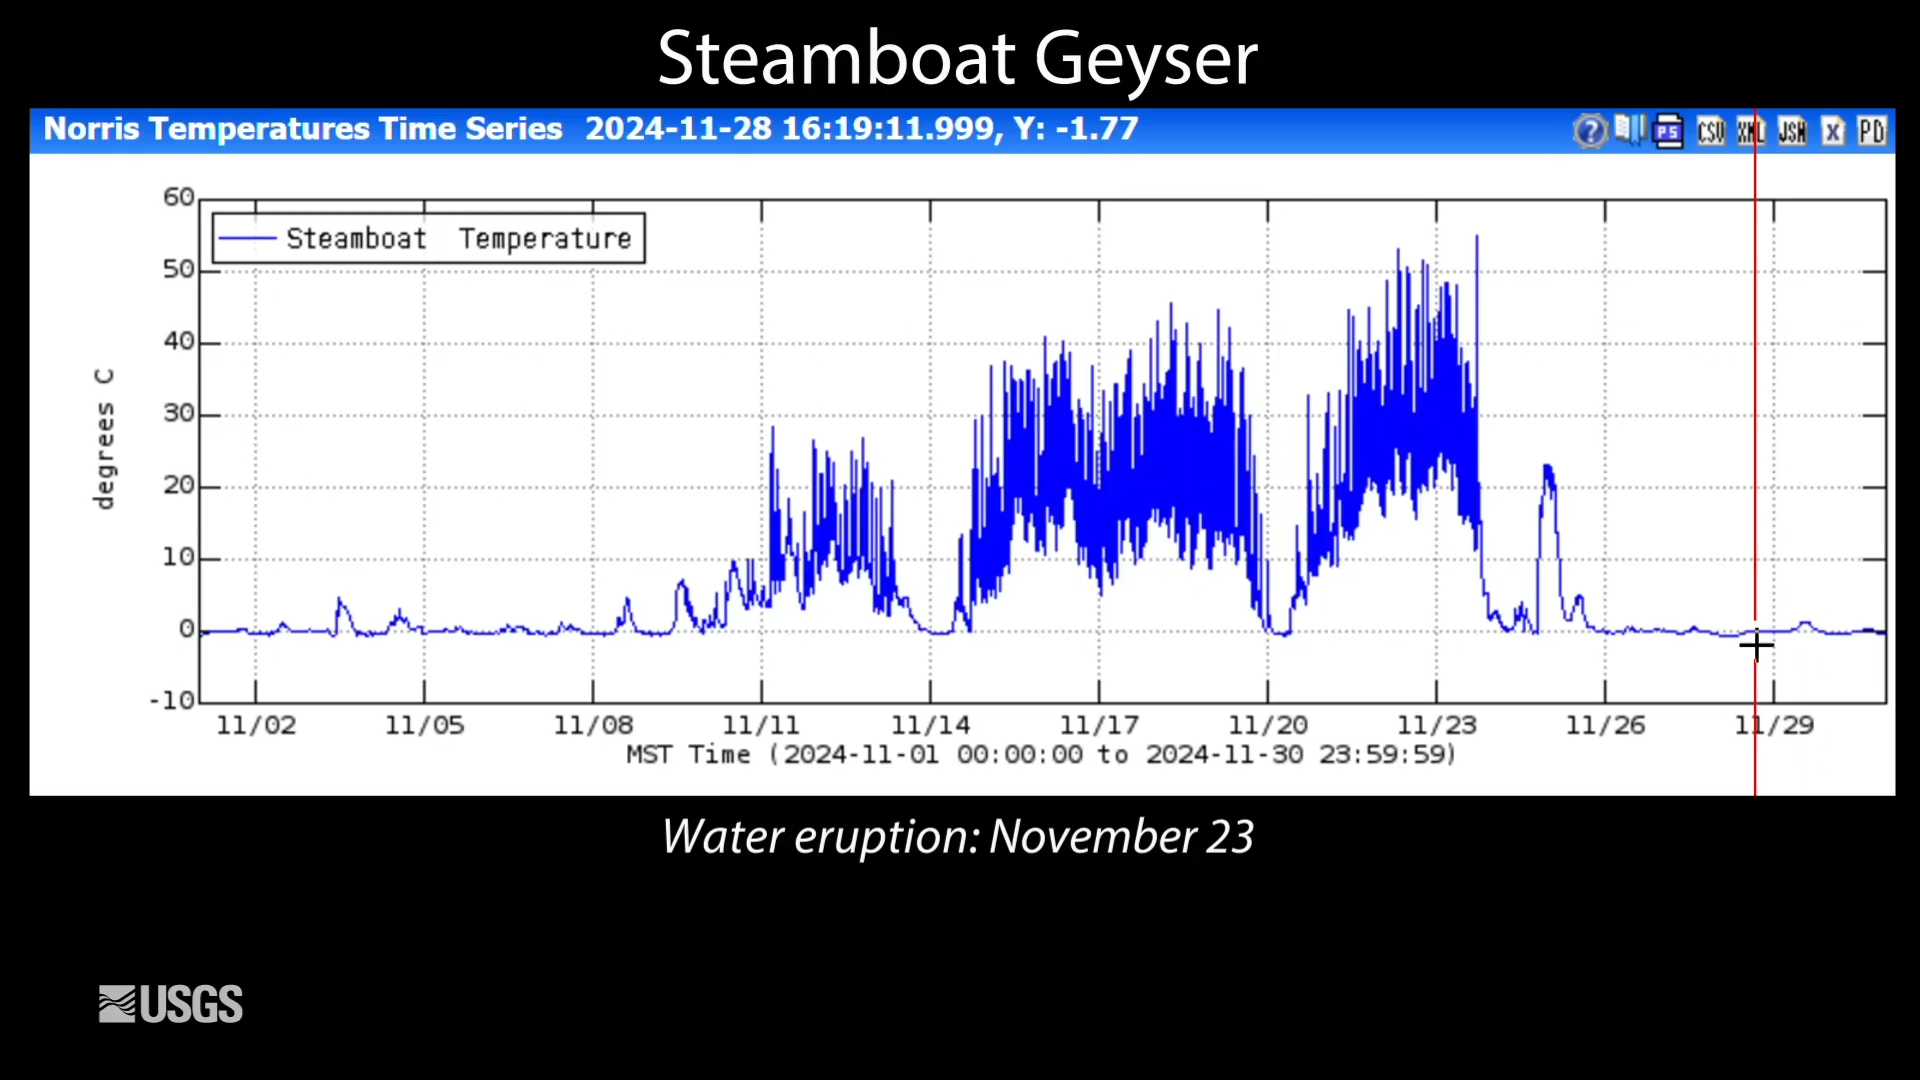 Steamboat Geyser
Norris Temperatures Time Series 2024-11-28 16:19:11.999, Y: -1.77
? PS CSV XML JSN X PD
60
Steamboat Temperature
50
40
30
20
10
0
-10
degrees C
11/02 11/05 11/08 11/11 11/14 11/17 11/20 11/23 11/26 11/29
MST Time (2024-11-01 00:00:00 to 2024-11-30 23:59:59)
Water eruption: November 23
USGS